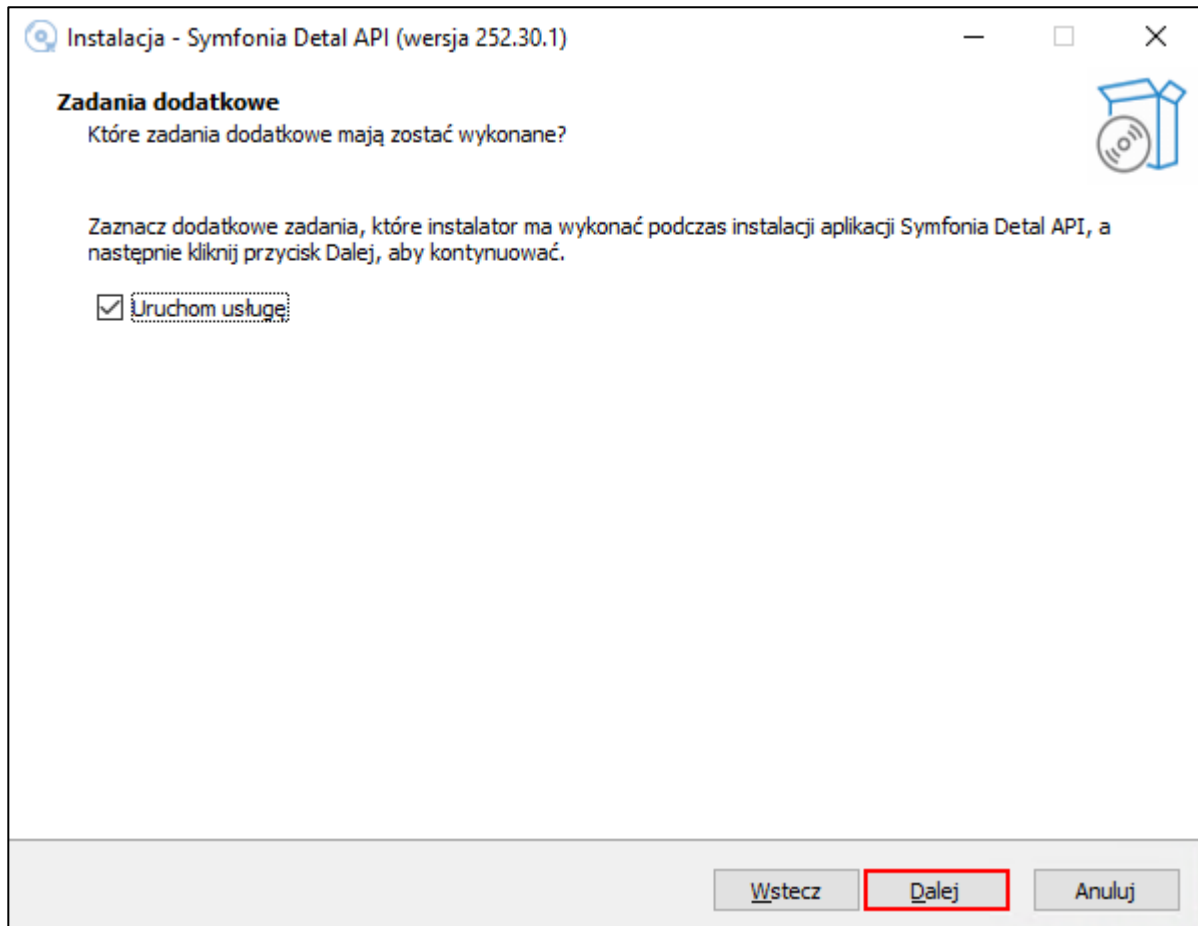 Instalacja - Symfonia Detal API (wersja 252.30.1)
Zadania dodatkowe
Które zadania dodatkowe mają zostać wykonane?
Zaznacz dodatkowe zadania, które instalator ma wykonać podczas instalacji aplikacji Symfonia Detal API, a
następnie kliknij przycisk Dalej, aby kontynuować.
Uruchom usługę
Wstecz
Dalej
Anuluj